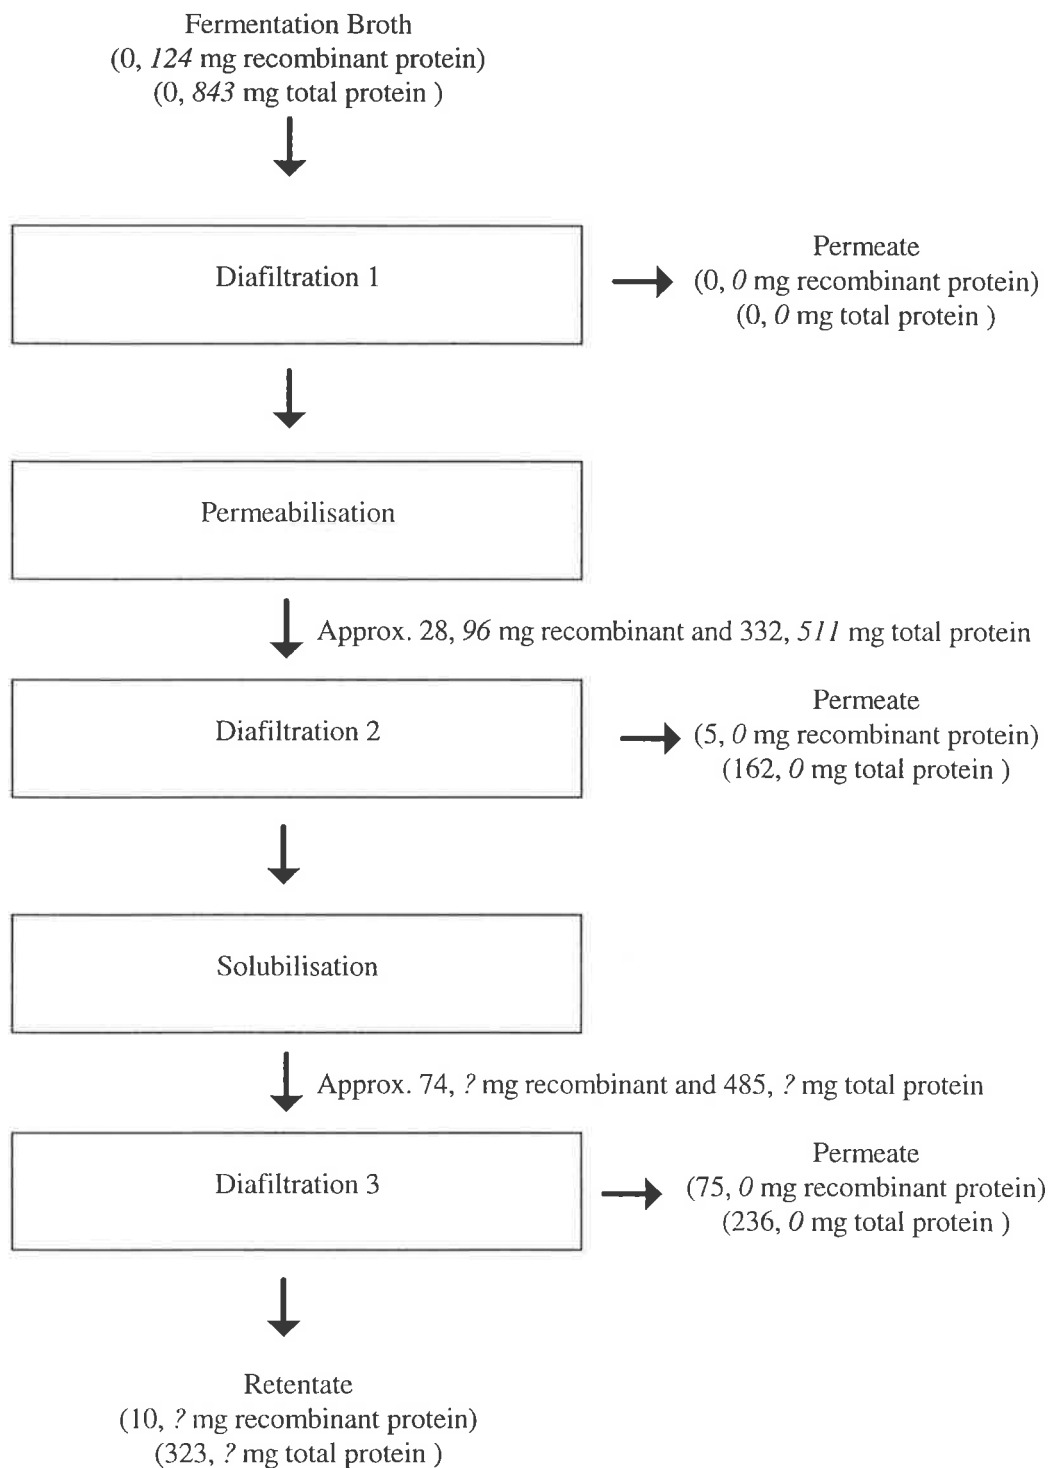 Fermentation Broth
(0, 124 mg recombinant protein)
(0, 843 mg total protein )
Diafiltration 1
Permeate
(0, 0 mg recombinant protein)
(0, 0 mg total protein )
Permeabilisation
Approx. 28, 96 mg recombinant and 332, 511 mg total protein
Diafiltration 2
Permeate
(5, 0 mg recombinant protein)
(162, 0 mg total protein )
Solubilisation
Approx. 74, ? mg recombinant and 485, ? mg total protein
Diafiltration 3
Permeate
(75, 0 mg recombinant protein)
(236, 0 mg total protein )
Retentate
(10, ? mg recombinant protein)
(323, ? mg total protein )